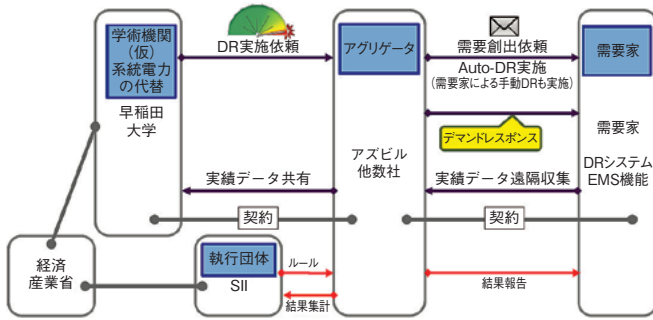 学術機関
(仮)
系統電力
の代替
早稲田
大学
DR実施依頼
アグリゲータ
需要創出依頼
Auto-DR実施
(需要家による手動DRも実施)
需要家
デマンドレスポンス
アズビル
他数社
需要家
DRシステム
EMS機能
実績データ共有
実績データ遠隔収集
契約
契約
経済
産業省
執行団体
SII
ルール
結果集計
結果報告